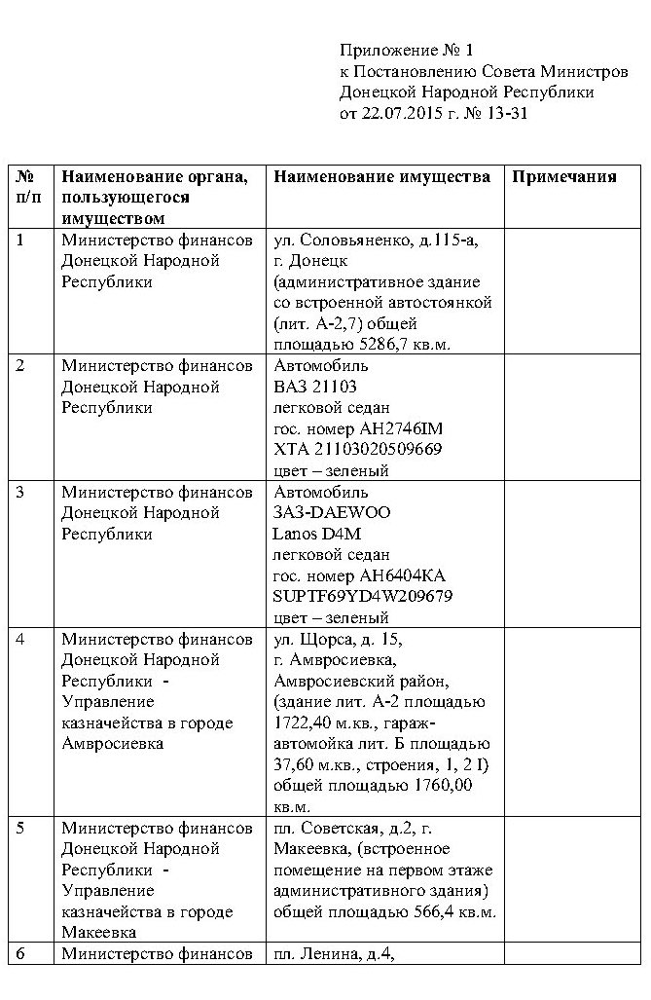 Приложение № 1
к Постановлению Совета Министров
Донецкой Народной Республики
от 22.07.2015 г. № 13-31
№ п/п
Наименование органа, пользующегося имуществом
Наименование имущества
Примечания
1
Министерство финансов
Донецкой Народной
Республики
ул. Соловьяненко, д.115-а,
г. Донецк
(административное здание
со встроенной автостоянкой
(лит. А-2,7) общей
площадью 5286,7 кв.м.
2
Министерство финансов
Донецкой Народной
Республики
Автомобиль
ВАЗ 21103
легковой седан
гос. номер АН2746ІМ
ХТА 21103020509669
цвет – зеленый
3
Министерство финансов
Донецкой Народной
Республики
Автомобиль
ЗАЗ-DAEWOO
Lanos D4M
легковой седан
гос. номер АН6404КА
SUPTF69YD4W209679
цвет – зеленый
4
Министерство финансов
Донецкой Народной
Республики -
Управление
казначейства в городе
Амвросиевка
ул. Щорса, д. 15,
г. Амвросиевка,
Амвросиевский район,
(здание лит. А-2 площадью
1722,40 м.кв., гараж-
автомойка лит. Б площадью
37,60 м.кв., строения, 1, 2 I)
общей площадью 1760,00
кв.м.
5
Министерство финансов
Донецкой Народной
Республики -
Управление
казначейства в городе
Макеевка
пл. Советская, д.2, г.
Макеевка, (встроенное
помещение на первом этаже
административного здания)
общей площадью 566,4 кв.м.
6
Министерство финансов
пл. Ленина, д.4,